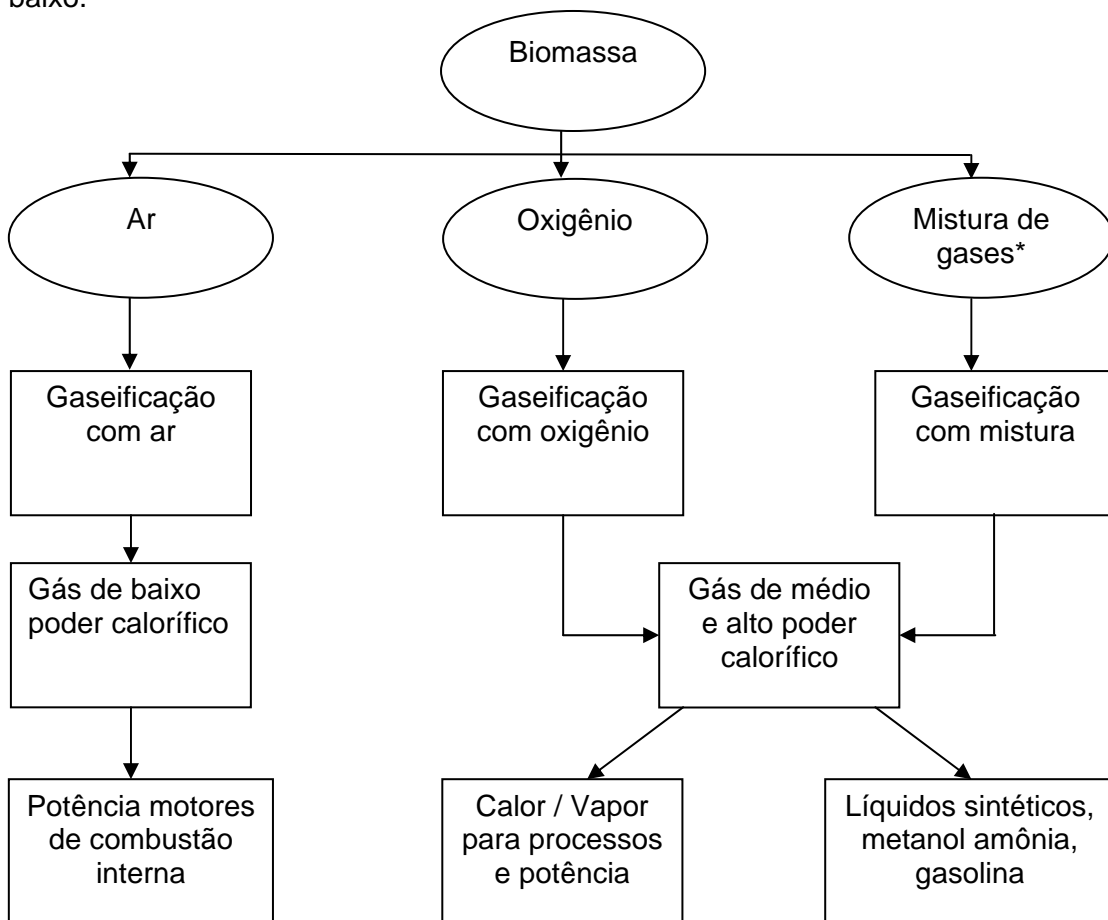 baixo.
Biomassa
Ar
Oxigênio
Mistura de
gases*
Gaseificação
com ar
Gaseificação
com oxigênio
Gaseificação
com mistura
Gás de baixo
poder calorífico
Gás de médio
e alto poder
calorífico
Potência motores
de combustão
interna
Calor / Vapor
para processos
e potência
Líquidos sintéticos,
metanol amônia,
gasolina